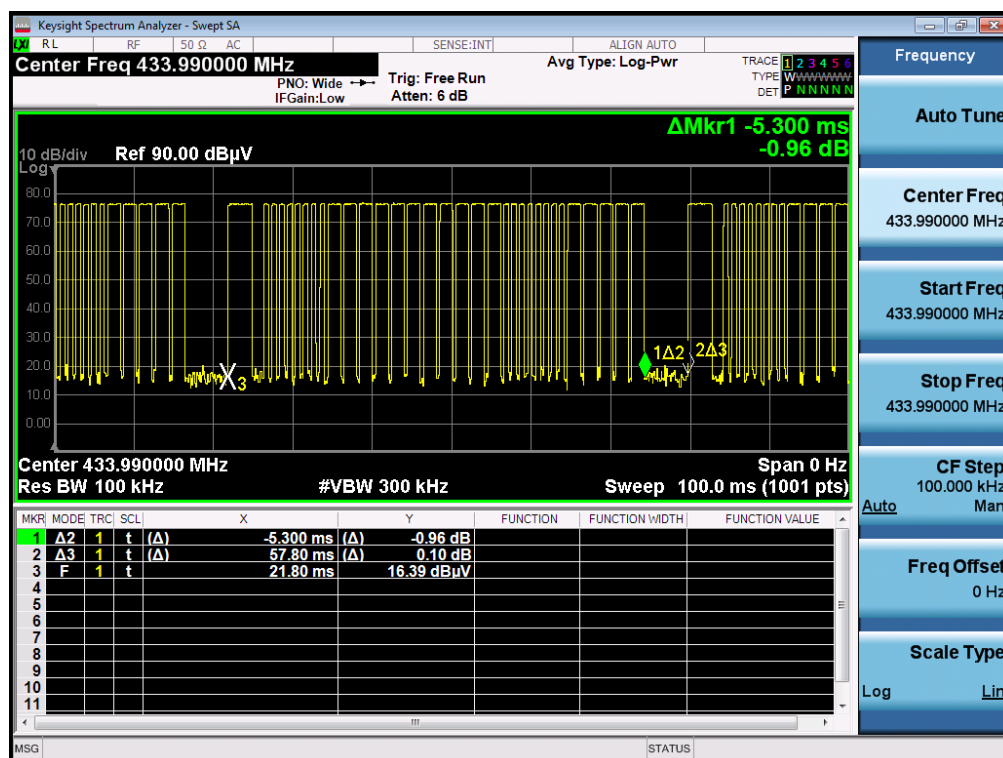 Keysight Spectrum Analyzer - Swept SA
LXI RL RF 50 Ω AC SENSE:INT ALIGN AUTO
Center Freq 433.990000 MHz
PNO: Wide
IFGain:Low
Trig: Free Run
Atten: 6 dB
Avg Type: Log-Pwr
TRACE 1 2 3 4 5 6
TYPE WWWWWW
DET P N N N N N
ΔMkr1 -5.300 ms
-0.96 dB
10 dB/div Ref 90.00 dBµV
Log
80.0
70.0
60.0
50.0
40.0
30.0
20.0
10.0
0.00
3
1Δ2
2Δ3
Center 433.990000 MHz Span 0 Hz
Res BW 100 kHz #VBW 300 kHz Sweep 100.0 ms (1001 pts)
MKR MODE TRC SCL X Y FUNCTION FUNCTION WIDTH FUNCTION VALUE
1 Δ2 1 t (Δ) -5.300 ms (Δ) -0.96 dB
2 Δ3 1 t (Δ) 57.80 ms (Δ) 0.10 dB
3 F 1 t 21.80 ms 16.39 dBµV
4
5
6
7
8
9
10
11
MSG STATUS
Frequency
Auto Tune
Center Freq
433.990000 MHz
Start Freq
433.990000 MHz
Stop Freq
433.990000 MHz
CF Step
100.000 kHz
Auto Man
Freq Offset
0 Hz
Scale Type
Log Lin